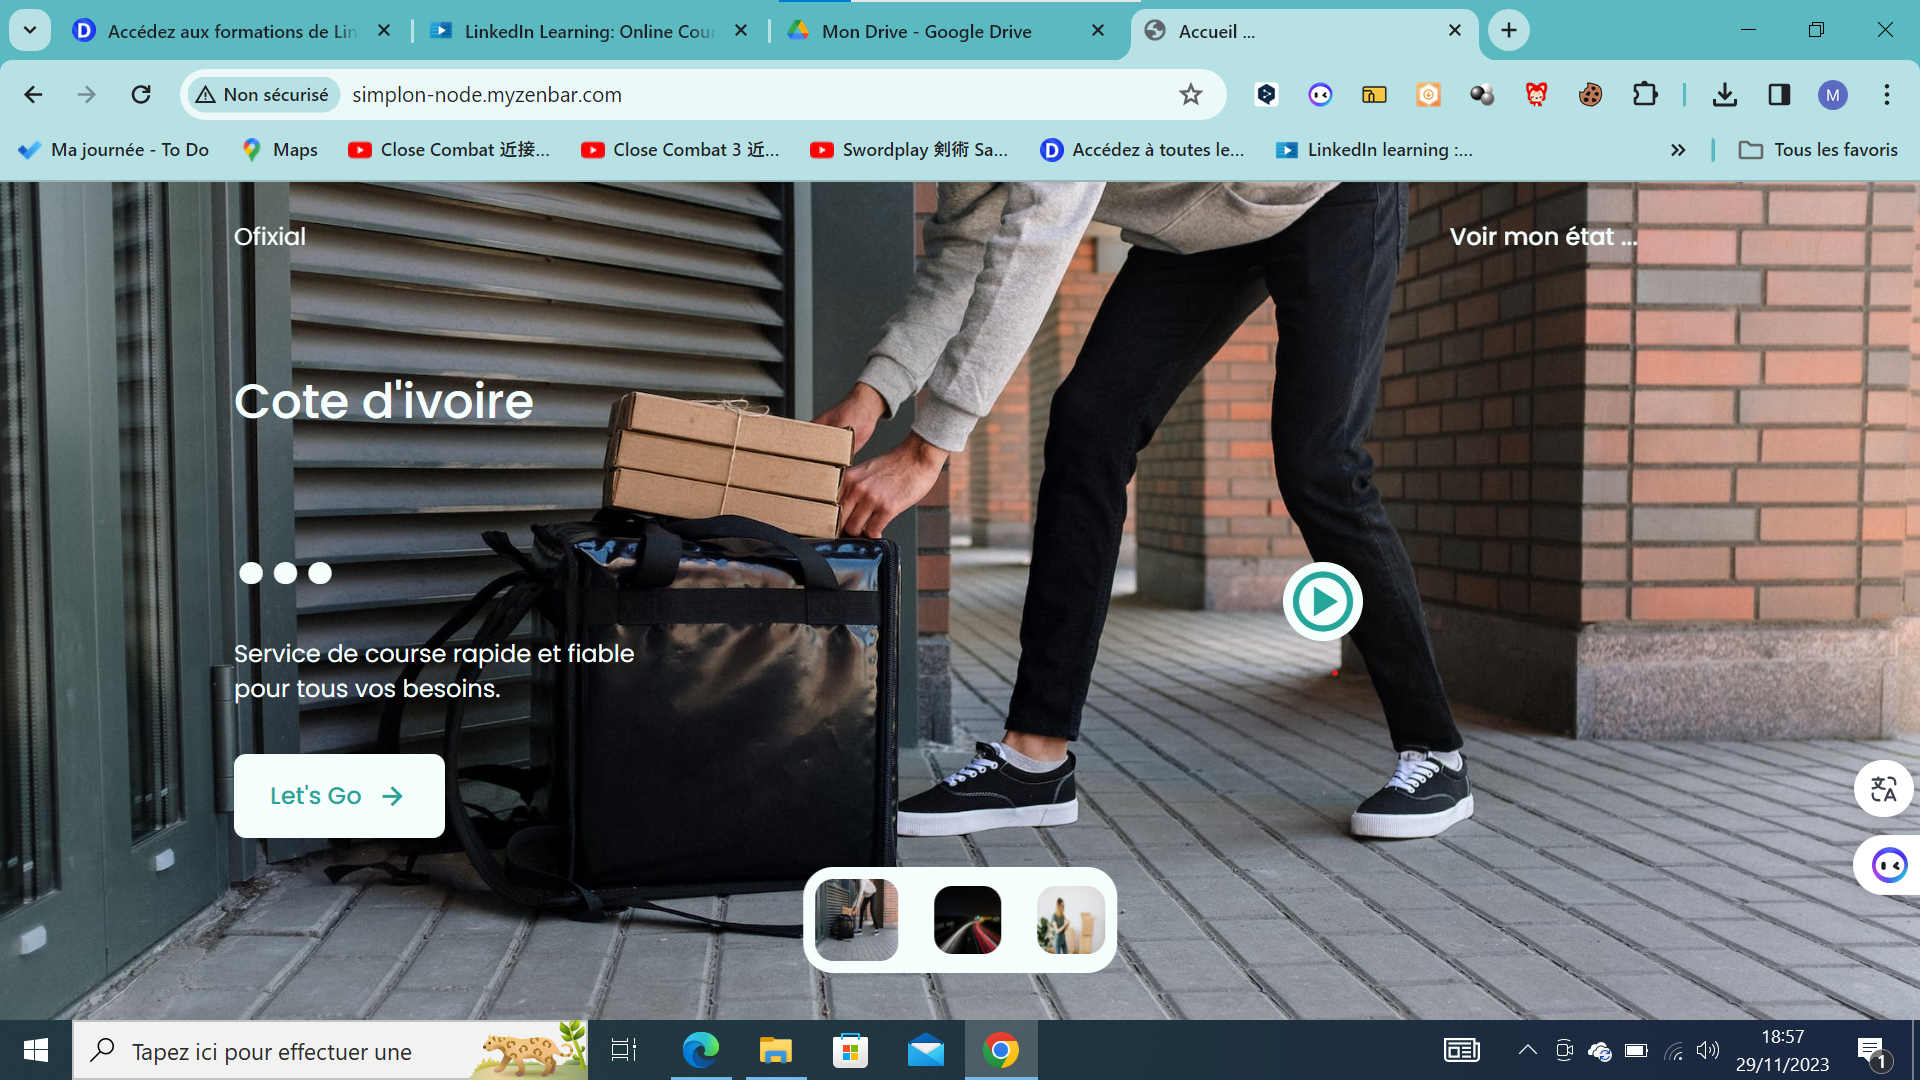 Accédez aux formations de Lin
LinkedIn Learning: Online Cour
Mon Drive - Google Drive
Accueil ...
Non sécurisé
simplon-node.myzenbar.com
M
Ma journée - To Do
Maps
Close Combat 近接...
Close Combat 3 近...
Swordplay 剣術 Sa...
Accédez à toutes le...
LinkedIn learning :...
Tous les favoris
Ofixial
Voir mon état ...
Cote d'ivoire
Service de course rapide et fiable
pour tous vos besoins.
Let's Go
Tapez ici pour effectuer une
18:57
29/11/2023
1